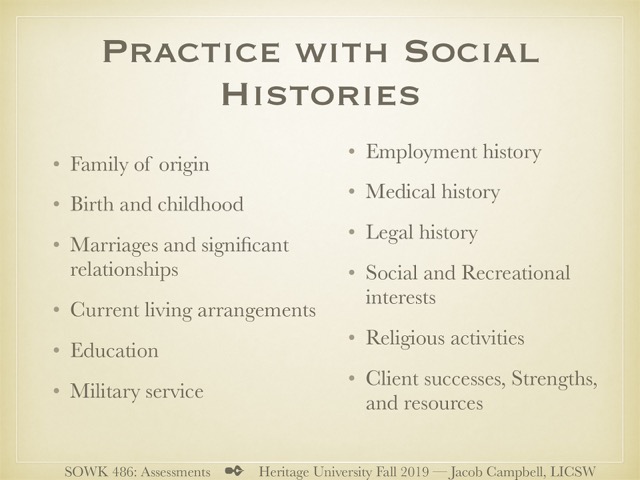 Practice with Social
Histories
• Family of origin
• Birth and childhood
• Marriages and significant
relationships
• Current living arrangements
• Education
• Military service
• Employment history
• Medical history
• Legal history
• Social and Recreational
interests
• Religious activities
• Client successes, Strengths,
and resources
SOWK 486: Assessments ✒ Heritage University Fall 2019 — Jacob Campbell, LICSW